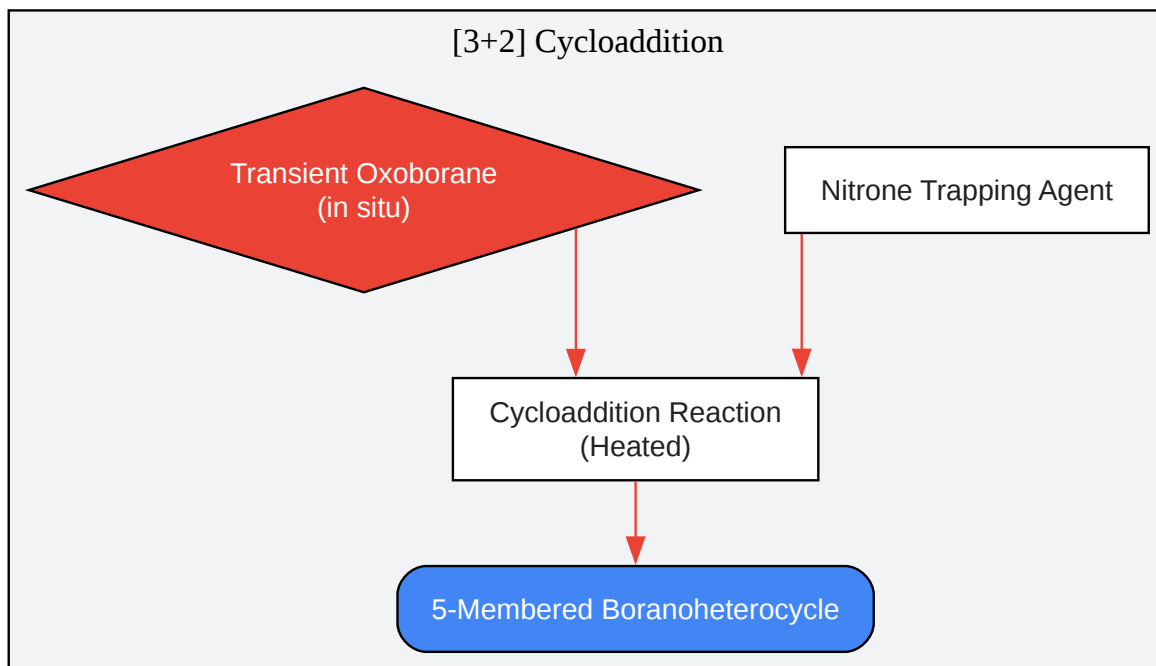 [3+2] Cycloaddition
Transient Oxoborane
(in situ)
Nitrone Trapping Agent
Cycloaddition Reaction
(Heated)
5-Membered Boranoheterocycle